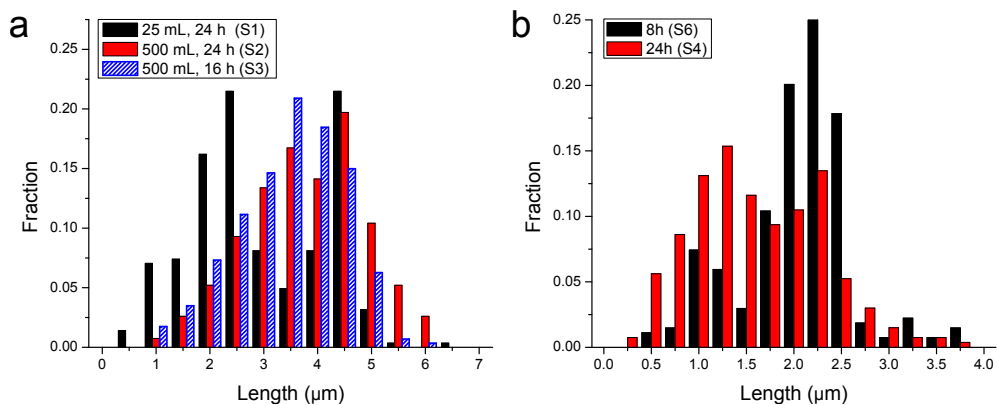 a
25 mL, 24 h (S1)
500 mL, 24 h (S2)
500 mL, 16 h (S3)
0.25
0.20
0.15
0.10
0.05
0.00
Fraction
0 1 2 3 4 5 6 7
Length (µm)
b
8h (S6)
24h (S4)
0.25
0.20
0.15
0.10
0.05
0.00
Fraction
0.0 0.5 1.0 1.5 2.0 2.5 3.0 3.5 4.0
Length (µm)